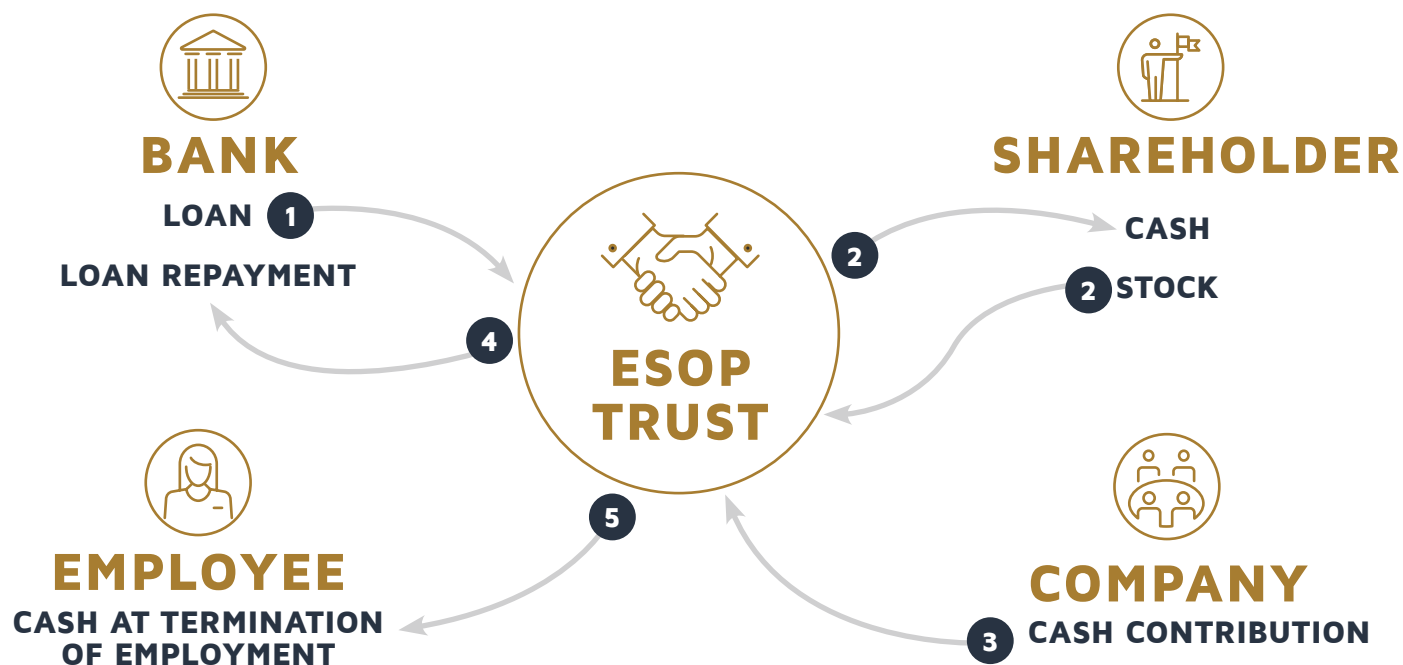 BANK
LOAN 1
LOAN REPAYMENT
4
SHAREHOLDER
2 CASH
2 STOCK
ESOP
TRUST
5
EMPLOYEE
CASH AT TERMINATION
OF EMPLOYMENT
COMPANY
3 CASH CONTRIBUTION